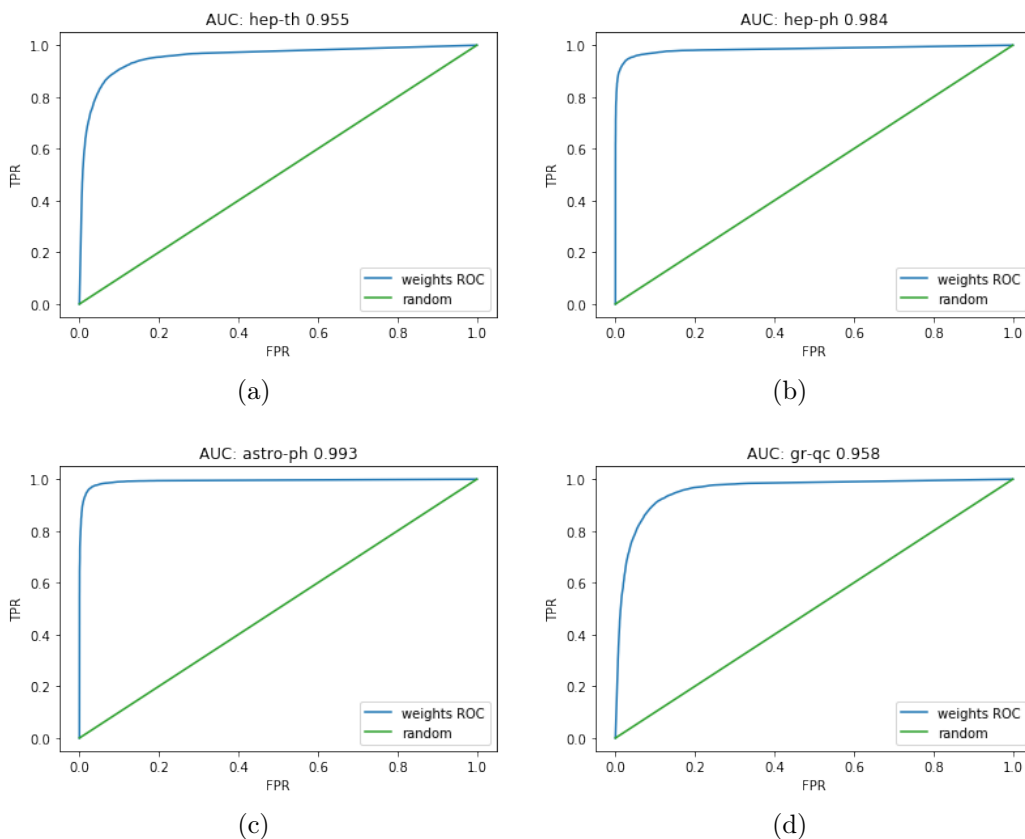 AUC: hep-th 0.955
1.0
0.8
0.6
0.4
0.2
0.0
TPR
weights ROC
random
0.0 0.2 0.4 0.6 0.8 1.0
FPR
(a)
AUC: hep-ph 0.984
1.0
0.8
0.6
0.4
0.2
0.0
TPR
weights ROC
random
0.0 0.2 0.4 0.6 0.8 1.0
FPR
(b)
AUC: astro-ph 0.993
1.0
0.8
0.6
0.4
0.2
0.0
TPR
weights ROC
random
0.0 0.2 0.4 0.6 0.8 1.0
FPR
(c)
AUC: gr-qc 0.958
1.0
0.8
0.6
0.4
0.2
0.0
TPR
weights ROC
random
0.0 0.2 0.4 0.6 0.8 1.0
FPR
(d)